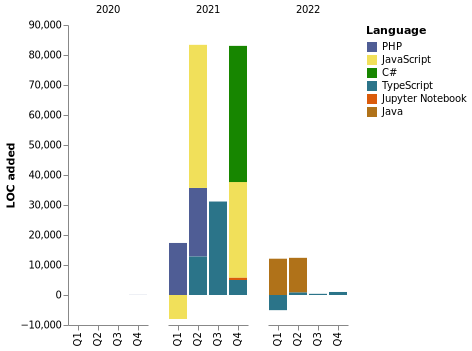 2020 2021 2022
90,000
80,000
70,000
60,000
50,000
40,000
30,000
20,000
10,000
0
−10,000
LOC added
Q1 Q2 Q3 Q4 Q1 Q2 Q3 Q4 Q1 Q2 Q3 Q4
Language
PHP
JavaScript
C#
TypeScript
Jupyter Notebook
Java